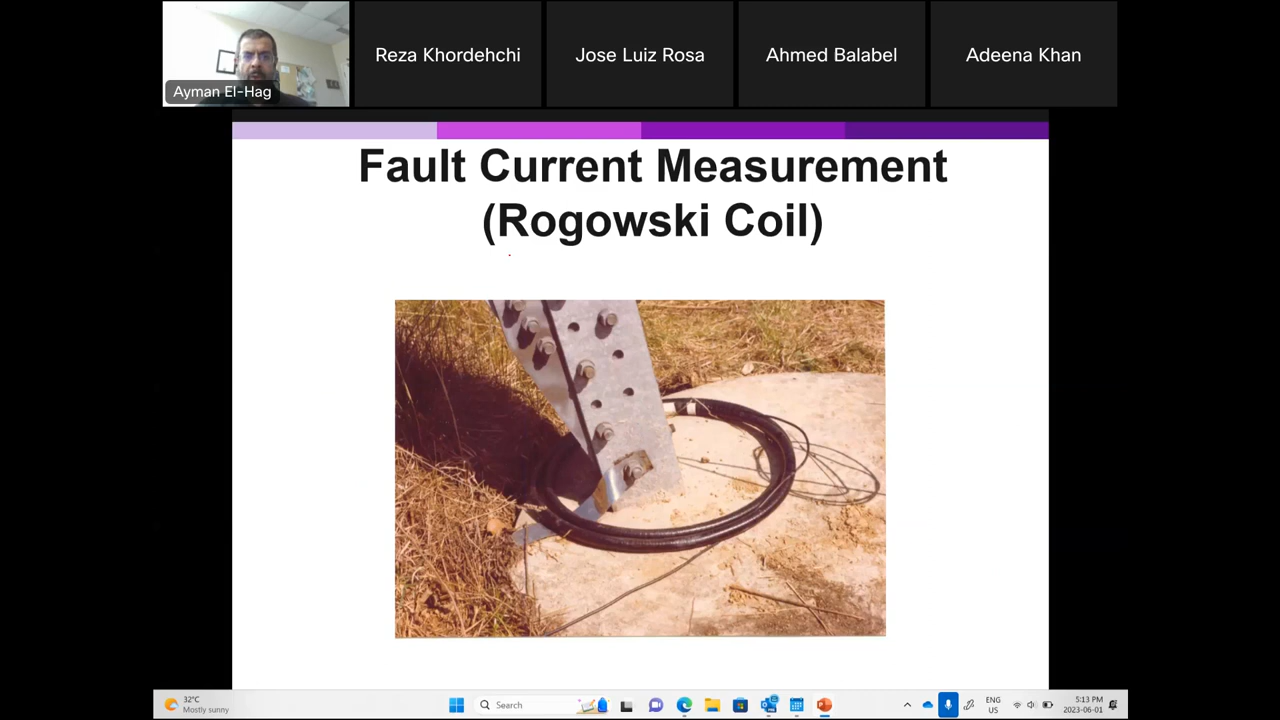 Reza Khordehchi
Jose Luiz Rosa
Ahmed Balabel
Adeena Khan
Ayman El-Hag
Fault Current Measurement
(Rogowski Coil)
32°C
Mostly sunny
Search
ENG
US
5:13 PM
2023-06-01